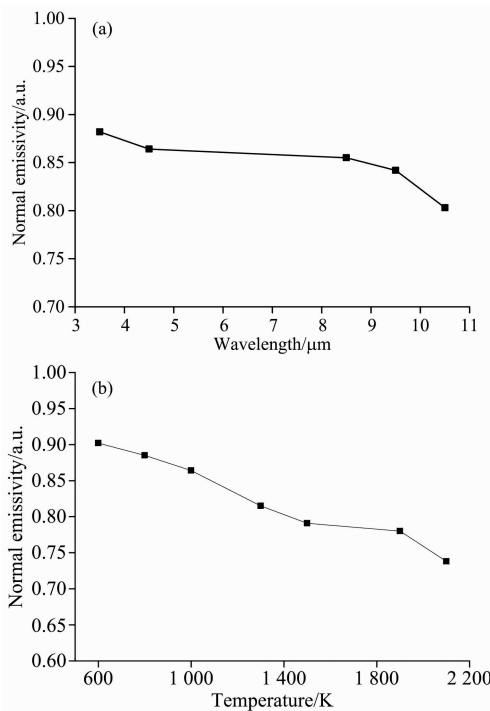 (a)
Normal emissivity/a.u.
1.00
0.95
0.90
0.85
0.80
0.75
0.70
3 4 5 6 7 8 9 10 11
Wavelength/μm
(b)
Normal emissivity/a.u.
1.00
0.95
0.90
0.85
0.80
0.75
0.70
0.65
0.60
600 1 000 1 400 1 800 2 200
Temperature/K